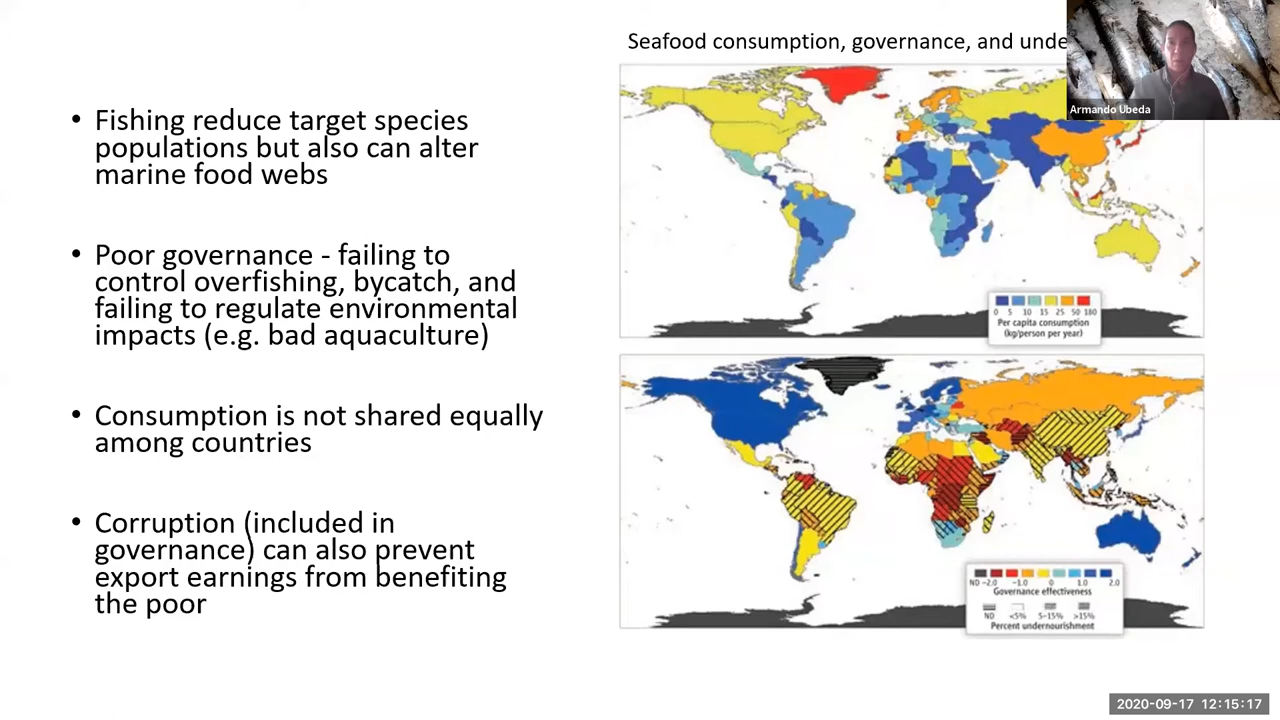 Seafood consumption, governance, and unde
Armando Ubeda
• Fishing reduce target species
populations but also can alter
marine food webs
• Poor governance - failing to
control overfishing, bycatch, and
failing to regulate environmental
impacts (e.g. bad aquaculture)
• Consumption is not shared equally
among countries
• Corruption (included in
governance) can also prevent
export earnings from benefiting
the poor
0 5 10 15 25 50 180
Per capita consumption
(kg/person per year)
ND -2.0 -1.0 0 1.0 2.0
Governance effectiveness
ND <5% 5-15% >15%
Percent undernourishment
2020-09-17 12:15:17